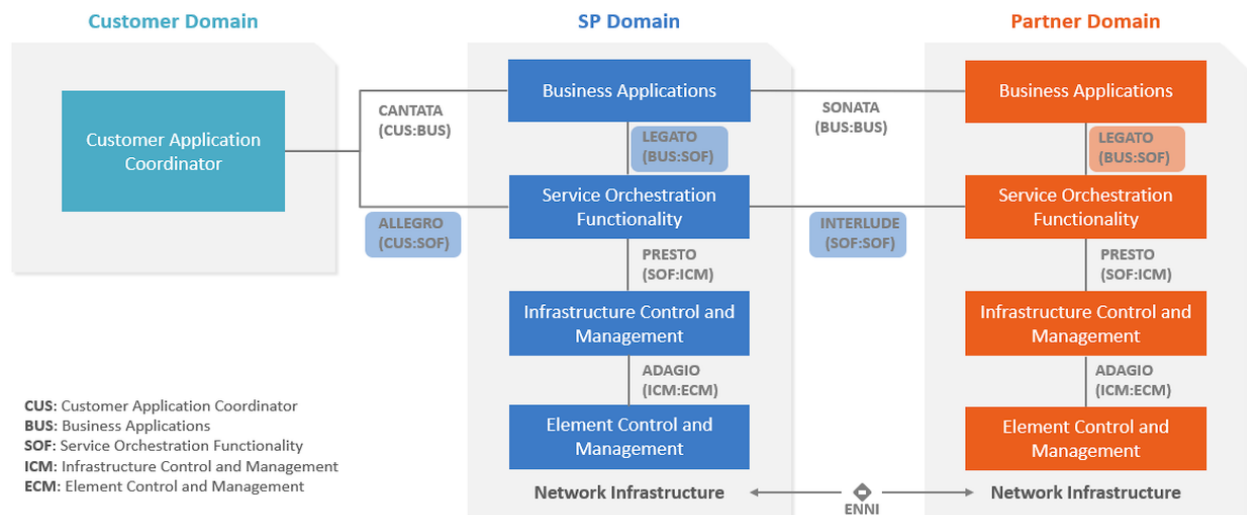 Customer Domain
SP Domain
Partner Domain
Customer Application
Coordinator
CANTATA
(CUS:BUS)
ALLEGRO
(CUS:SOF)
Business Applications
LEGATO
(BUS:SOF)
Service Orchestration
Functionality
PRESTO
(SOF:ICM)
Infrastructure Control and
Management
ADAGIO
(ICM:ECM)
Element Control and
Management
Network Infrastructure
SONATA
(BUS:BUS)
INTERLUDE
(SOF:SOF)
ENNI
Business Applications
LEGATO
(BUS:SOF)
Service Orchestration
Functionality
PRESTO
(SOF:ICM)
Infrastructure Control and
Management
ADAGIO
(ICM:ECM)
Element Control and
Management
Network Infrastructure
CUS: Customer Application Coordinator
BUS: Business Applications
SOF: Service Orchestration Functionality
ICM: Infrastructure Control and Management
ECM: Element Control and Management